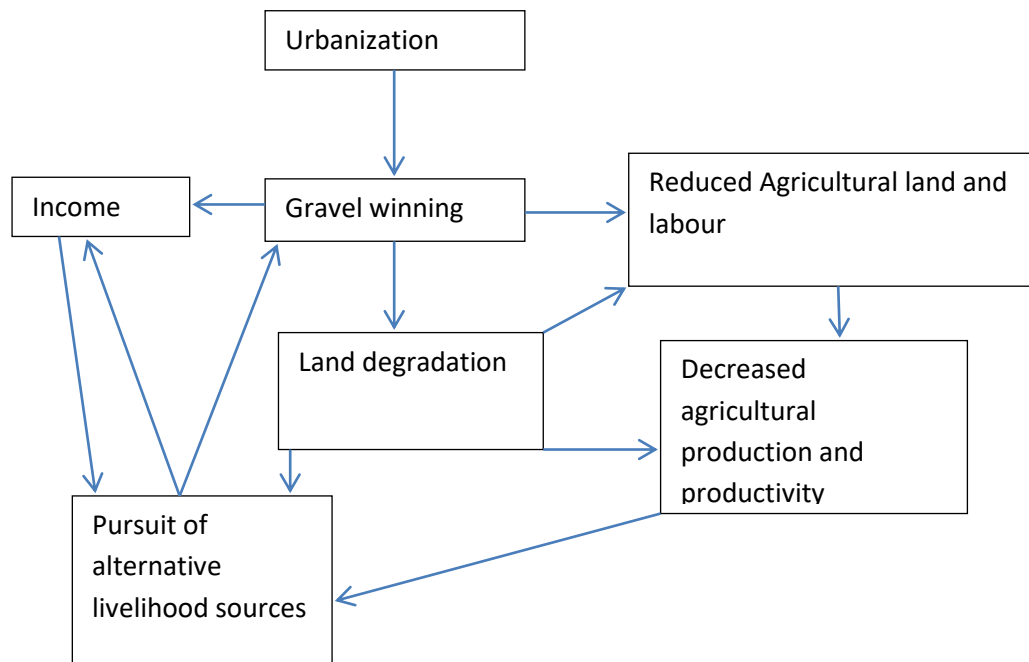 Urbanization
Income
Gravel winning
Reduced Agricultural land and
labour
Land degradation
Decreased
agricultural
production and
productivity
Pursuit of
alternative
livelihood sources